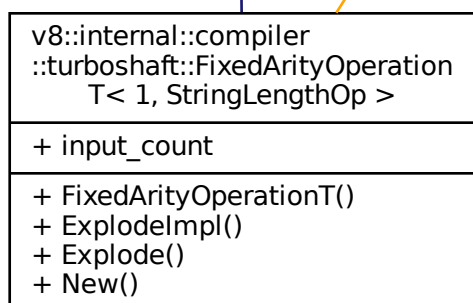 v8::internal::compiler
::turboshaft::FixedArityOperation
T< 1, StringLengthOp >
+ input_count
+ FixedArityOperationT()
+ ExplodeImpl()
+ Explode()
+ New()